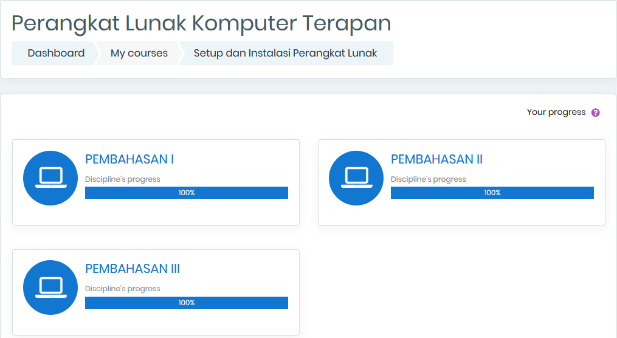 Perangkat Lunak Komputer Terapan
Dashboard My courses Setup dan Instalasi Perangkat Lunak
Your progress
PEMBAHASAN I
Discipline's progress
100%
PEMBAHASAN II
Discipline's progress
100%
PEMBAHASAN III
Discipline's progress
100%